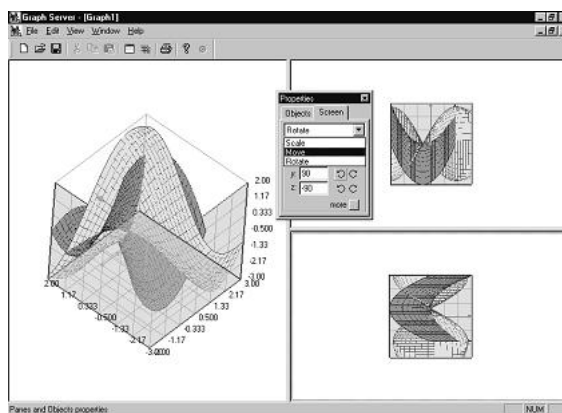 Graph Server - [Graph1]
File Edit View Window Help
Properties
Objects Screen
Rotate
Scale
Move
Rotate
y: 90
z: -90
more
2.00
1.17
0.333
-0.500
-1.33
-2.17
-3.00
2.00
1.17
0.333
-0.500
-1.33
-2.17
3.00
2.17
1.33
0.500
-0.333
-1.17
Panes and Objects properties
NUM